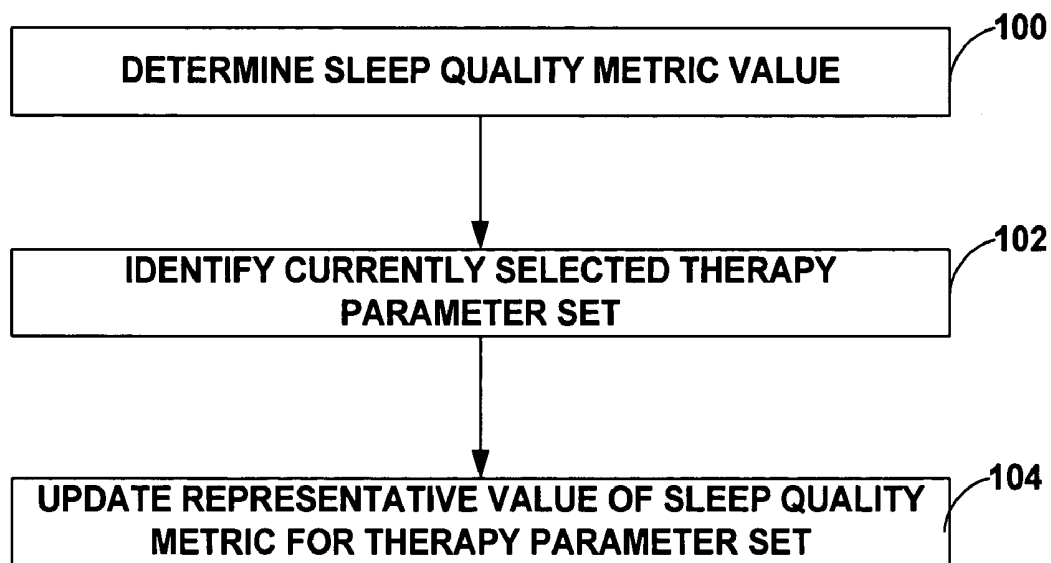 100
DETERMINE SLEEP QUALITY METRIC VALUE
102
IDENTIFY CURRENTLY SELECTED THERAPY
PARAMETER SET
104
UPDATE REPRESENTATIVE VALUE OF SLEEP QUALITY
METRIC FOR THERAPY PARAMETER SET